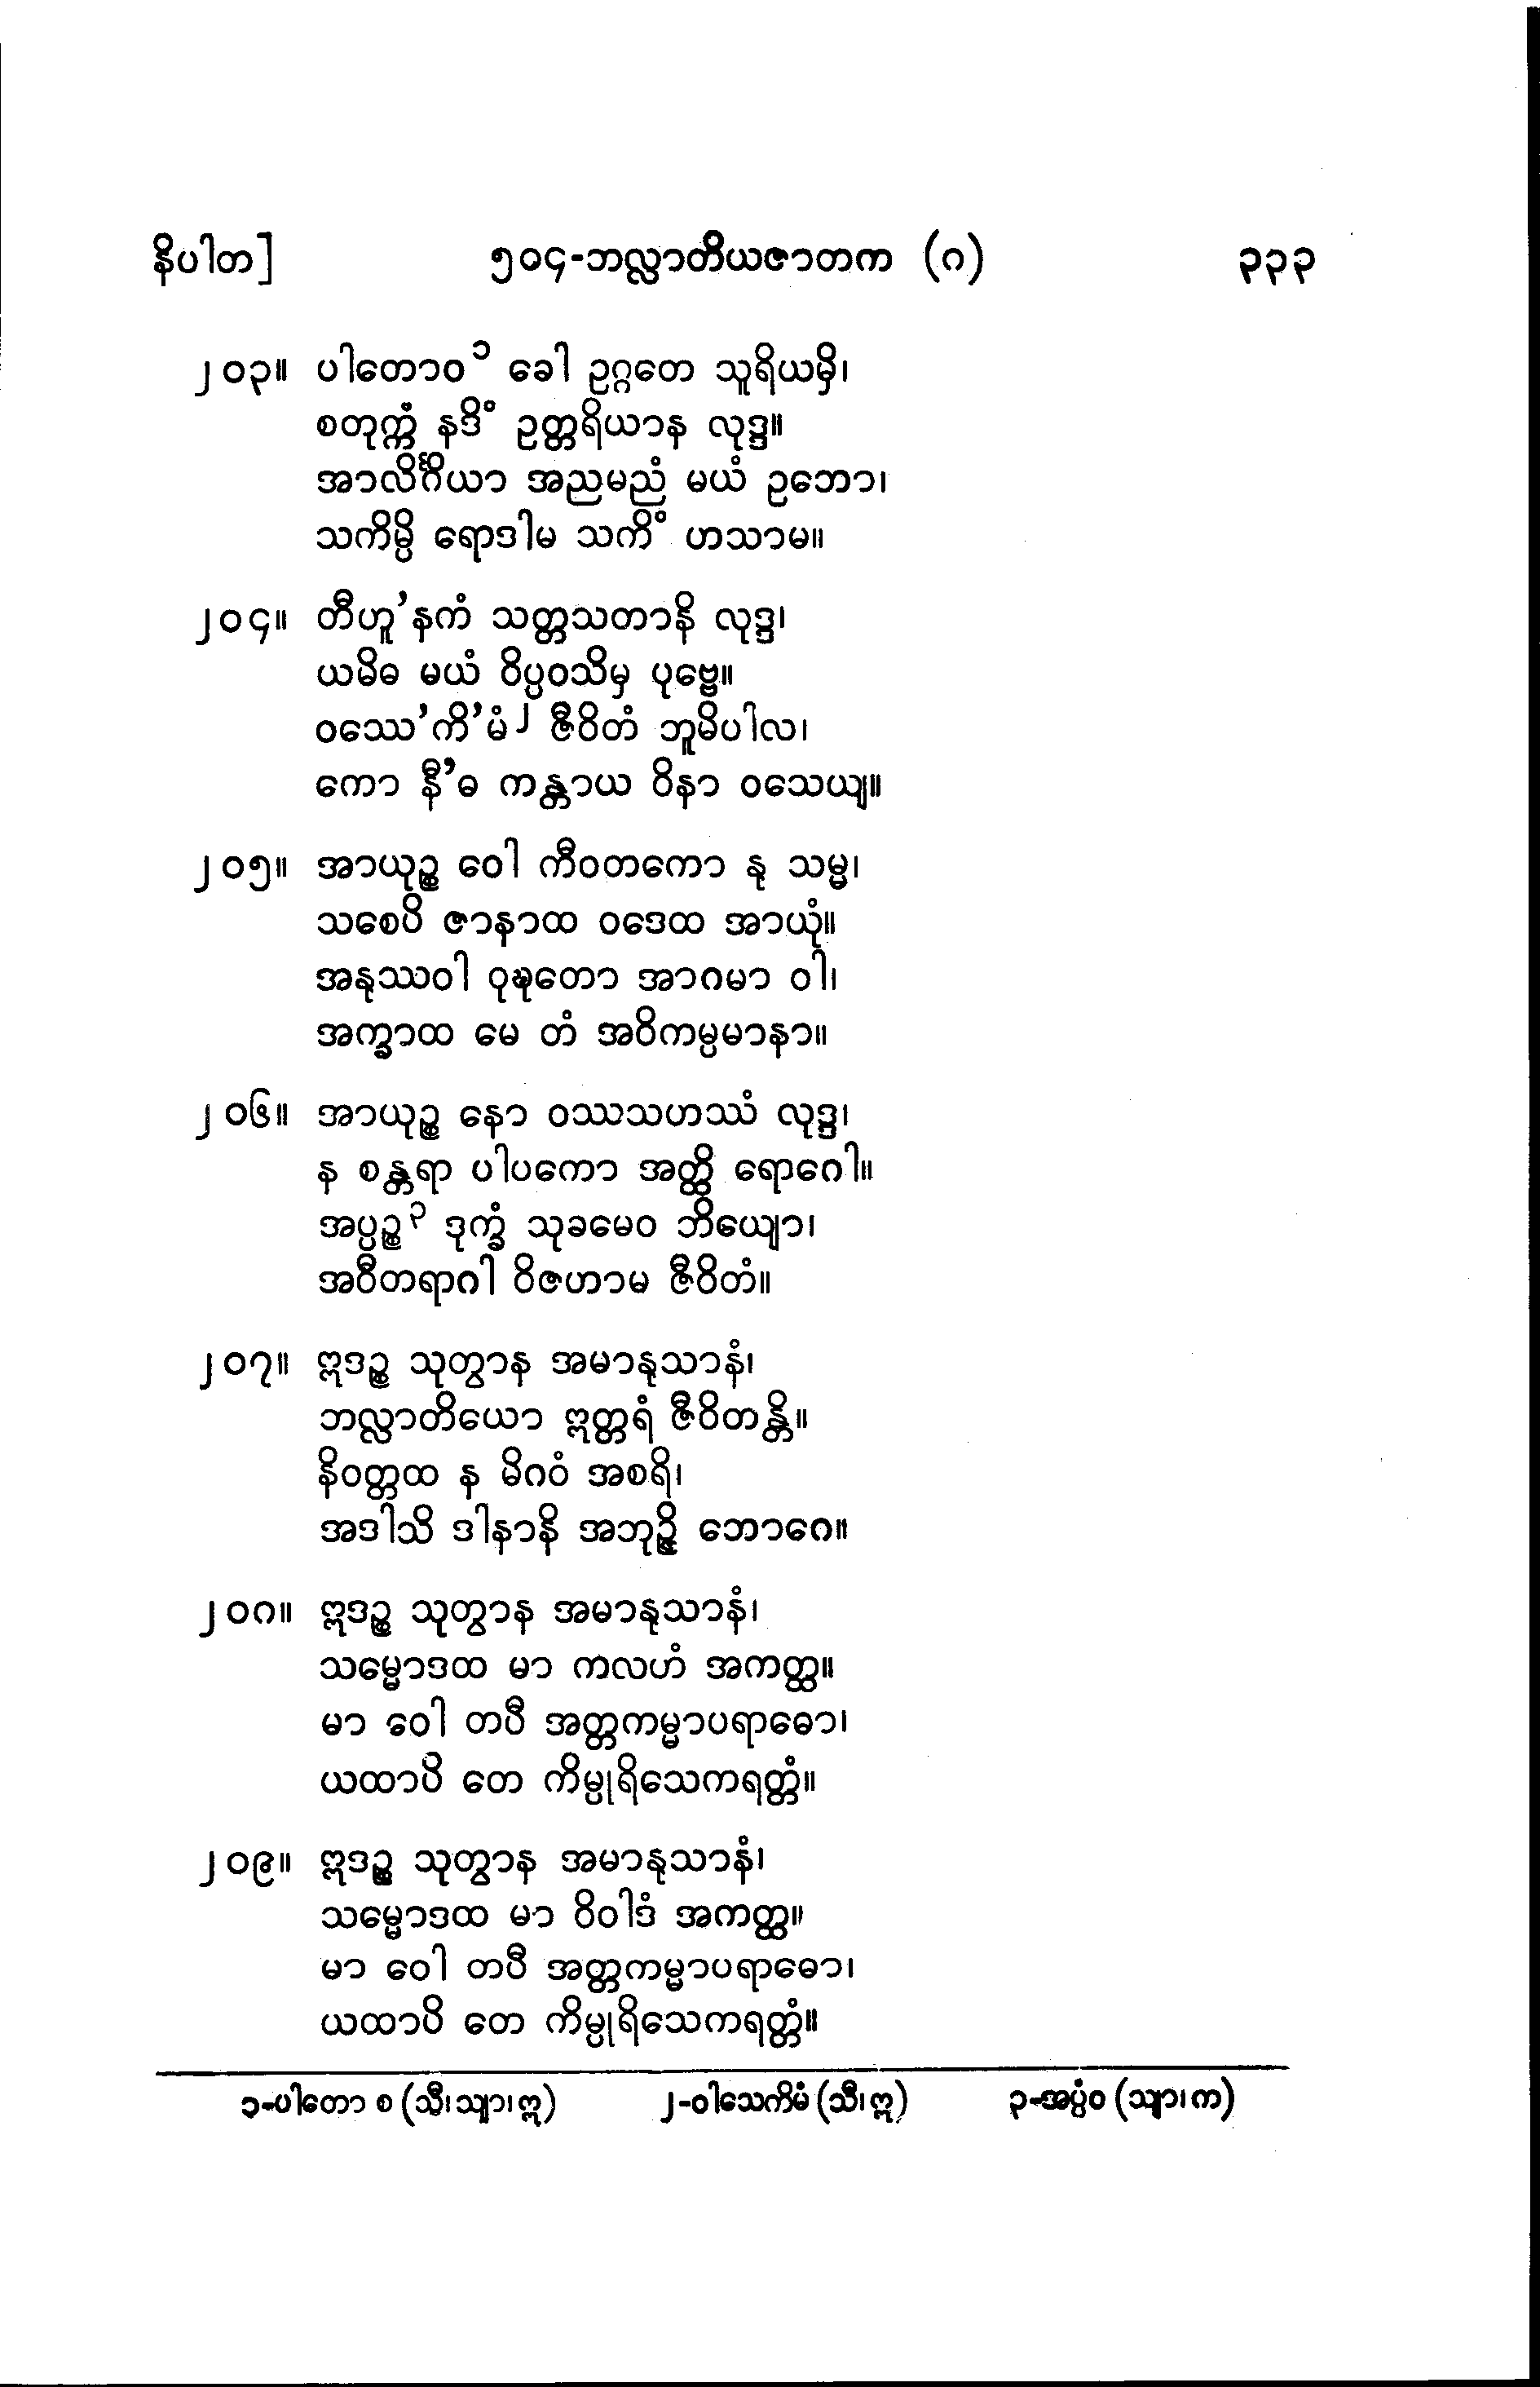 နိပါတ] ၅၀၄-ဘလ္လာတိယဇာတက (၈) ၃၃၃
၂၀၃။ ပါတောဝ၁ ခေါ ဥဂ္ဂတေ သူရိယမှိ၊
စတုက္ကံ နဒိံ ဥတ္တရိယာန လုဒ္ဒ။
အာလိင်္ဂိယာ အညမညံ မယံ ဥဘော၊
သကိမ္ပိ ရောဒါမ သကိံ ဟသာမ။
၂၀၄။ တီဟူ’နကံ သတ္တသတာနိ လုဒ္ဒ၊
ယမိဓ မယံ ဝိပ္ပဝသိမှ ပုဗ္ဗေ။
ဝဿေ’ကိ’မံ၂ ဇီဝိတံ ဘူမိပါလ၊
ကော နီ’ဓ ကန္တာယ ဝိနာ ဝသေယျ။
၂၀၅။ အာယုဉ္စ ဝေါ ကီဝတကော နု သမ္မ၊
သစေပိ ဇာနာထ ဝဒေထ အာယုံ။
အနုဿဝါ ဝုဍ္ဎတော အာဂမာ ဝါ၊
အက္ခာထ မေ တံ အဝိကမ္ပမာနာ။
၂၀၆။ အာယုဉ္စ နော ဝဿသဟဿံ လုဒ္ဒ၊
န စန္တရာ ပါပကော အတ္ထိ ရောဂေါ။
အပ္ပဉ္စ၃ ဒုက္ခံ သုခမေဝ ဘိယျော၊
အဝီတရာဂါ ဝိဇဟာမ ဇီဝိတံ။
၂၀၇။ ဣဒဉ္စ သုတွာန အမာနုသာနံ၊
ဘလ္လာတိယော ဣတ္တရံ ဇီဝိတန္တိ။
နိဝတ္တထ န မိဂဝံ အစရိ၊
အဒါသိ ဒါနာနိ အဘုဉ္ဇိ ဘောဂေ။
၂၀၈။ ဣဒဉ္စ သုတွာန အမာနုသာနံ၊
သမ္မောဒထ မာ ကလဟံ အကတ္ထ။
မာ ဝေါ တပီ အတ္တကမ္မာပရာဓော၊
ယထာပိ တေ ကိမ္ပုရိသေကရတ္တံ။
၂၀၉။ ဣဒဉ္စ သုတွာန အမာနုသာနံ၊
သမ္မောဒထ မာ ဝိဝါဒံ အကတ္ထ။
မာ ဝေါ တပီ အတ္တကမ္မာပရာဓော၊
ယထာပိ တေ ကိမ္ပုရိသေကရတ္တံ။
၁-ပါတော စ (သီ၊သျာ၊ဣ) ၂-ဝါသေကိမံ (သီ၊ဣ) ၃-အပ္ပံဝ (သျာ၊က)